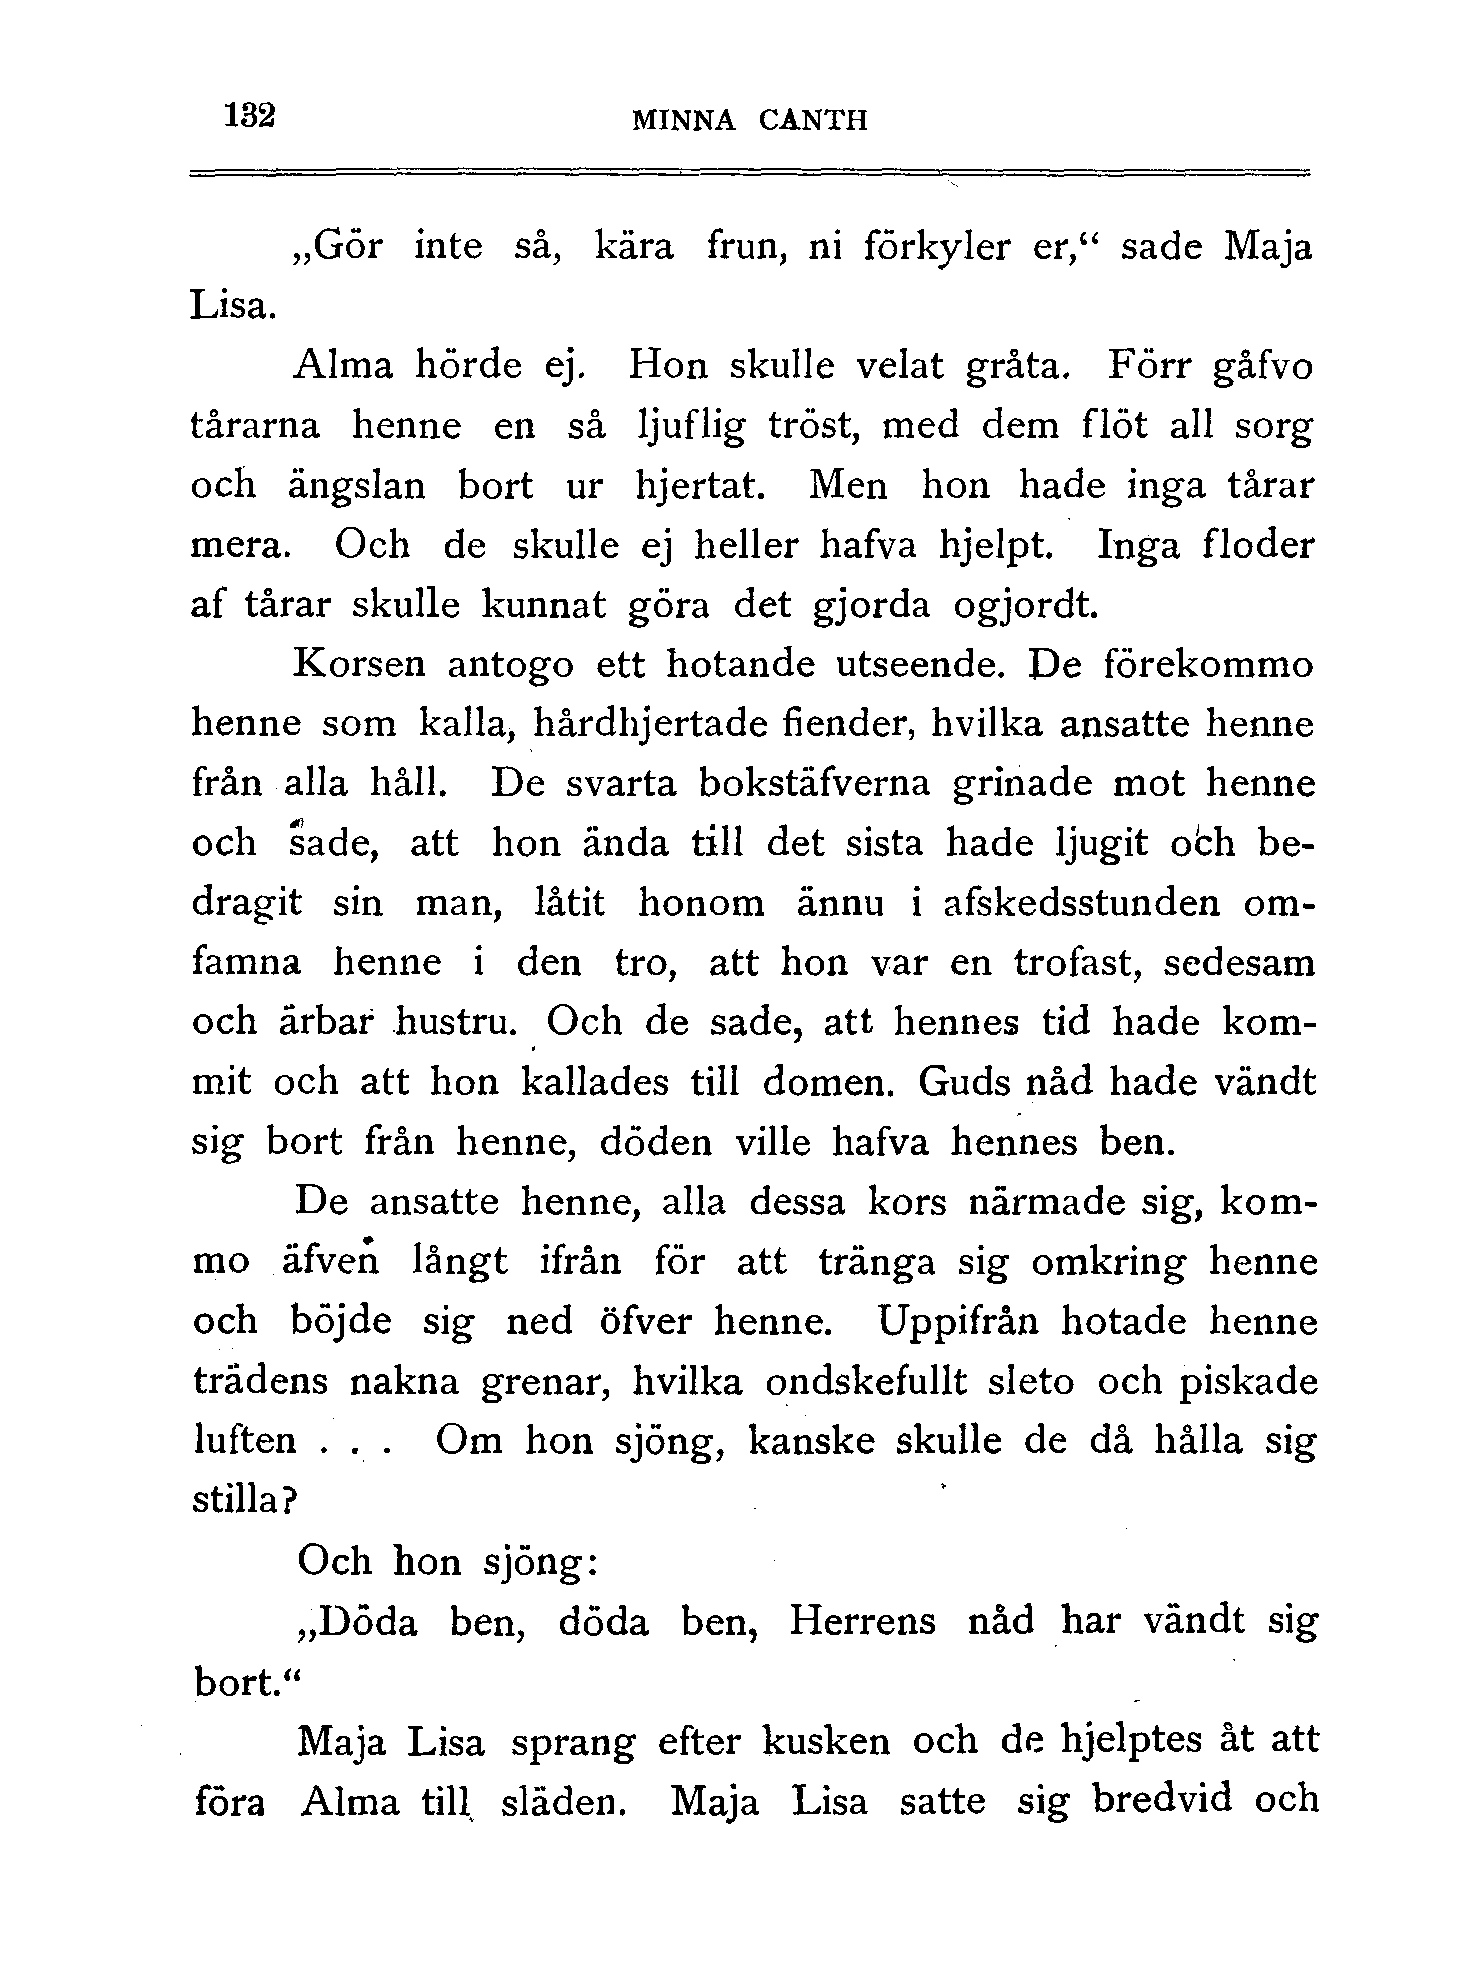 132 MINNA CANTH
„Gör inte så, kära frun, ni förkyler er,“ sade Maja
Lisa.
Alma hörde ej. Hon skulle velat gråta. Förr gåfvo
tårarna henne en så ljuflig tröst, med dem flöt all sorg
och ängslan bort ur hjertat. Men hon hade inga tårar
mera. Och de skulle ej heller hafva hjelpt. Inga floder
af tårar skulle kunnat göra det gjorda ogjordt.
Korsen antogo ett hotande utseende. De förekommo
henne som kalla, hårdhjertade fiender, hvilka ansatte henne
från alla håll. De svarta bokstäfverna grinade mot henne
och sade, att hon ända till det sista hade ljugit och be-
dragit sin man, låtit honom ännu i afskedsstunden om-
famna henne i den tro, att hon var en trofast, sedesam
och ärbar hustru. Och de sade, att hennes tid hade kom-
mit och att hon kallades till domen. Guds nåd hade vändt
sig bort från henne, döden ville hafva hennes ben.
De ansatte henne, alla dessa kors närmade sig, kom-
mo äfven långt ifrån för att tränga sig omkring henne
och böjde sig ned öfver henne. Uppifrån hotade henne
trädens nakna grenar, hvilka ondskefullt sleto och piskade
luften . . . Om hon sjöng, kanske skulle de då hålla sig
stilla?
Och hon sjöng:
„Döda ben, döda ben, Herrens nåd har vändt sig
bort.“
Maja Lisa sprang efter kusken och de hjelptes åt att
föra Alma till släden. Maja Lisa satte sig bredvid och